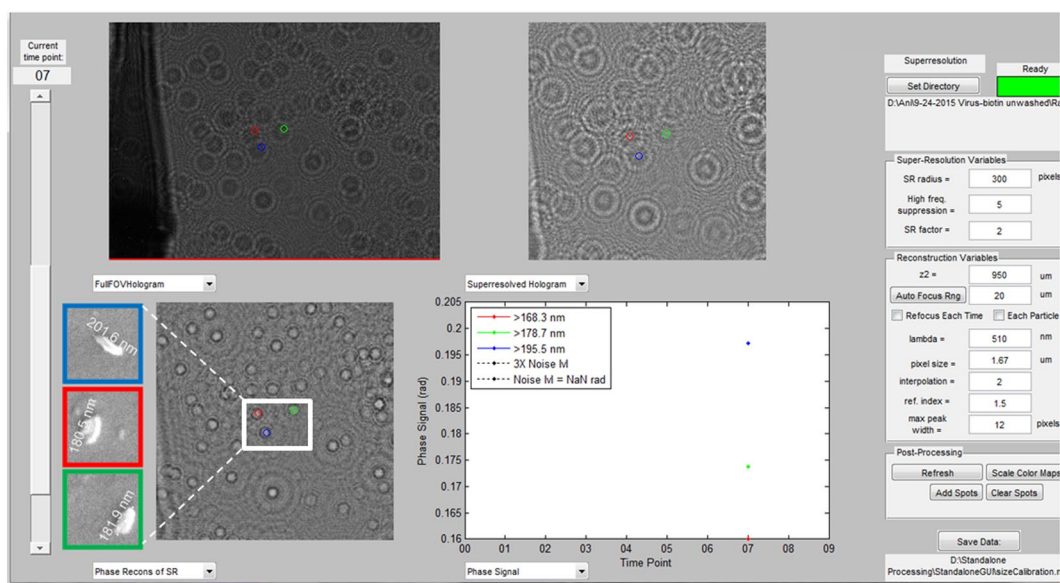 Current
time point:
07
Superresolution
Ready
Set Directory
D:\Ani\9-24-2015 Virus-biotin unwashed\Ra
Super-Resolution Variables
SR radius =
300
pixels
High freq.
suppression =
5
SR factor =
2
FullFOVHologram
Superresolved Hologram
Reconstruction Variables
z2 =
950
um
Auto Focus Rng
20
um
Refocus Each Time
Each Particle
lambda =
510
nm
pixel size =
1.67
um
interpolation =
2
ref. index =
1.5
max peak
width =
12
pixels
201.6 nm
180.5 nm
181.9 nm
Phase Recons of SR
0.205
0.2
0.195
0.19
0.185
0.18
0.175
0.17
0.165
0.16
Phase Signal (rad)
>168.3 nm
>178.7 nm
>195.5 nm
3X Noise lvl
Noise lvl = NaN rad
00
01
02
03
04
05
06
07
08
09
Time Point
Phase Signal
Post-Processing
Refresh
Scale Color Maps
Add Spots
Clear Spots
Save Data:
D:\Standalone
Processing\StandaloneGUI\sizeCalibration.m